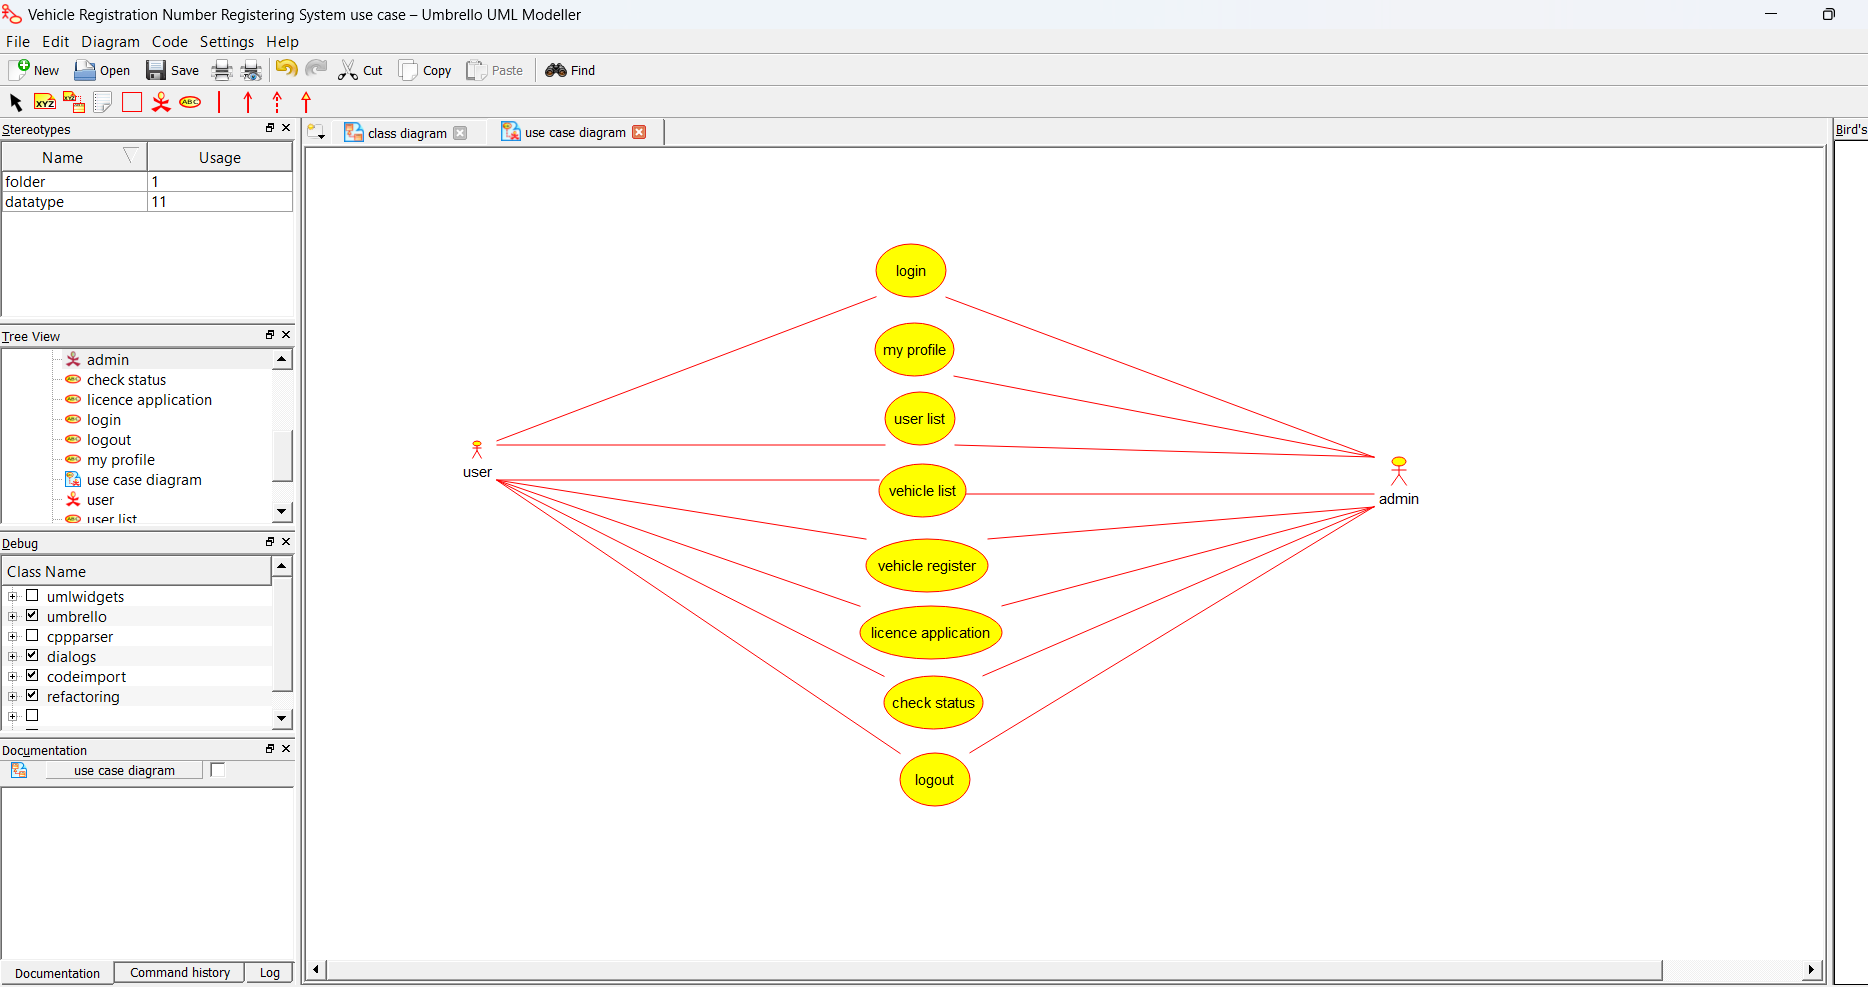 Vehicle Registration Number Registering System use case – Umbrello UML Modeller
File Edit Diagram Code Settings Help
New Open Save Cut Copy Paste Find
XYZ XYZ ABC
Stereotypes
Name Usage
folder 1
datatype 11
Tree View
admin
check status
licence application
login
logout
my profile
use case diagram
user
user list
Debug
Class Name
umlwidgets
umbrello
cppparser
dialogs
codeimport
refactoring
Documentation
use case diagram
Documentation Command history Log
class diagram use case diagram
login
my profile
user list
user
vehicle list
admin
vehicle register
licence application
check status
logout
Bird's